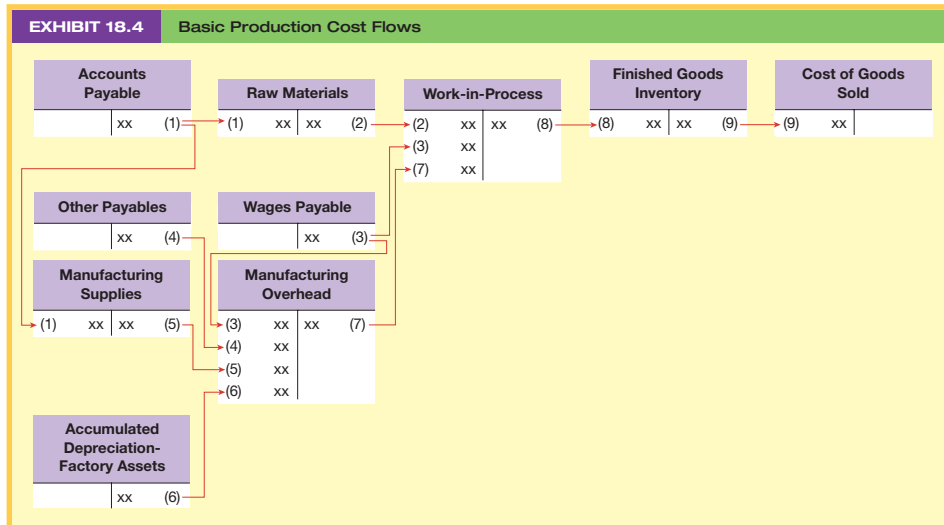 EXHIBIT 18.4 Basic Production Cost Flows
Accounts
Payable
xx (1)
Raw Materials
(1) xx xx (2)
Work-in-Process
(2) xx xx (8)
(3) xx
(7) xx
Finished Goods
Inventory
(8) xx xx (9)
Cost of Goods
Sold
(9) xx
Other Payables
xx (4)
Wages Payable
xx (3)
Manufacturing
Supplies
(1) xx xx (5)
Manufacturing
Overhead
(3) xx xx (7)
(4) xx
(5) xx
(6) xx
Accumulated
Depreciation-
Factory Assets
xx (6)